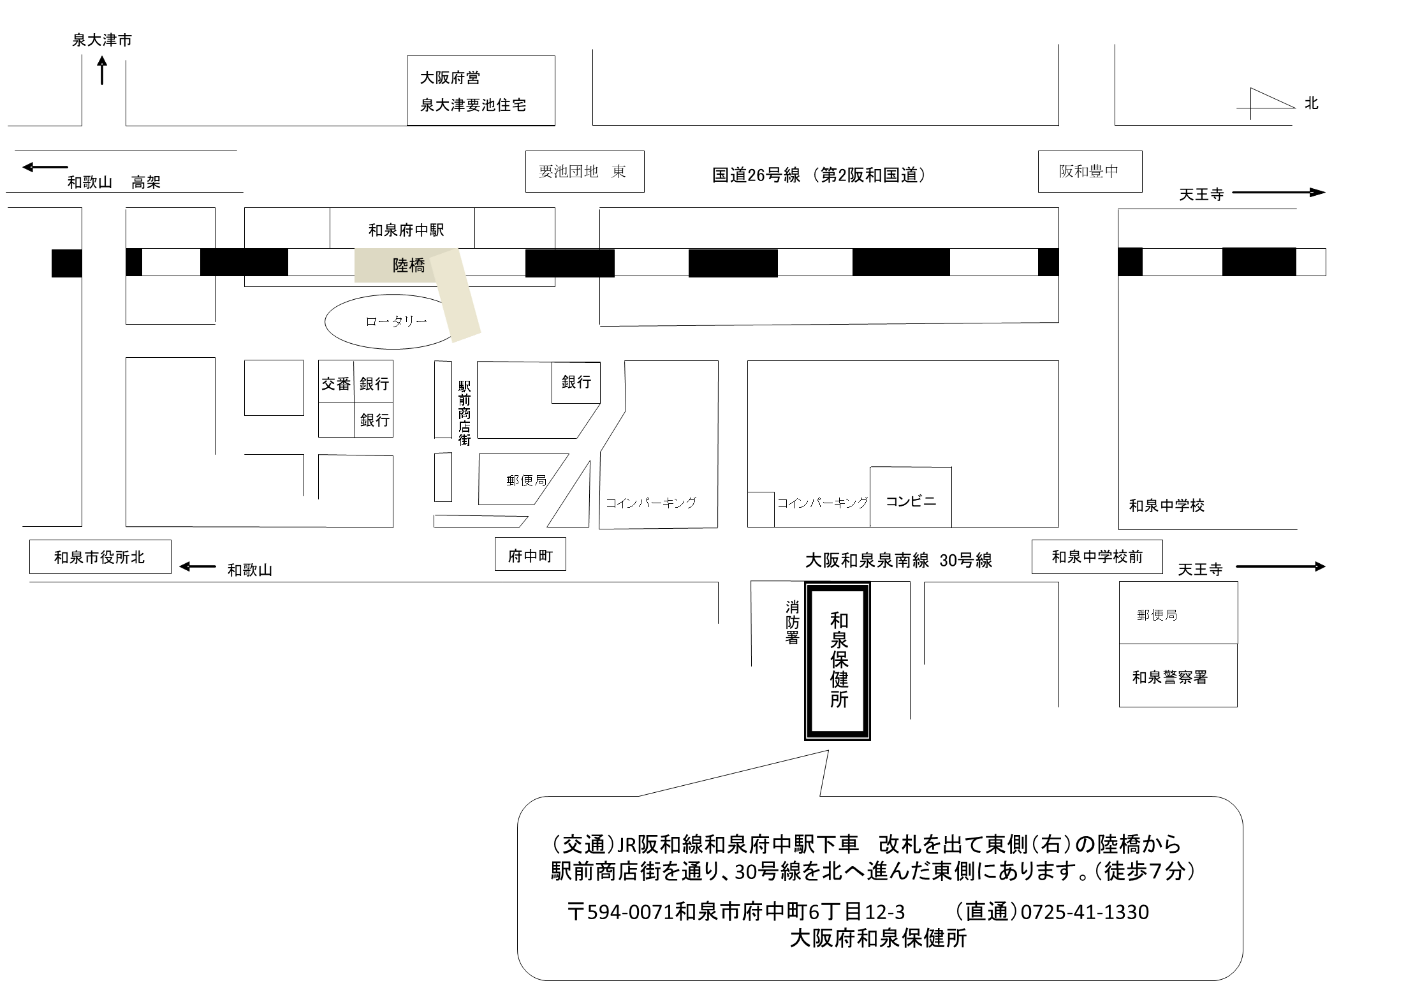 泉大津市
大阪府営
泉大津要池住宅
北
和歌山　高架
要池団地　東
国道26号線（第2阪和国道）
阪和豊中
天王寺
和泉府中駅
陸橋
ロータリー
交番
銀行
銀行
駅前商店街
銀行
郵便局
コインパーキング
コインパーキング
コンビニ
和泉中学校
和泉市役所北
和歌山
府中町
大阪和泉泉南線 30号線
和泉中学校前
天王寺
消防署
和泉保健所
郵便局
和泉警察署
（交通）JR阪和線和泉府中駅下車　改札を出て東側（右）の陸橋から
駅前商店街を通り、30号線を北へ進んだ東側にあります。（徒歩７分）
〒594-0071和泉市府中町6丁目12-3　　（直通）0725-41-1330
大阪府和泉保健所